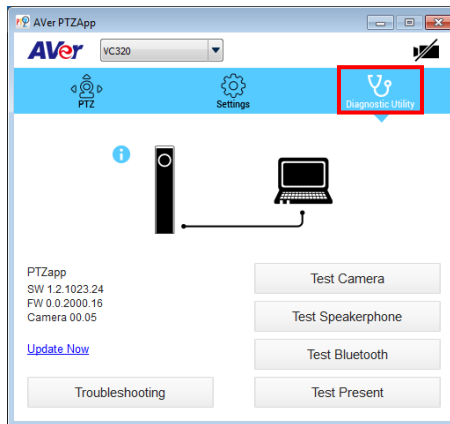 AVer PTZApp
AVer
VC320
PTZ
Settings
Diagnostic Utility
i
PTZapp
SW 1.2.1023.24
FW 0.0.2000.16
Camera 00.05
Update Now
Troubleshooting
Test Camera
Test Speakerphone
Test Bluetooth
Test Present